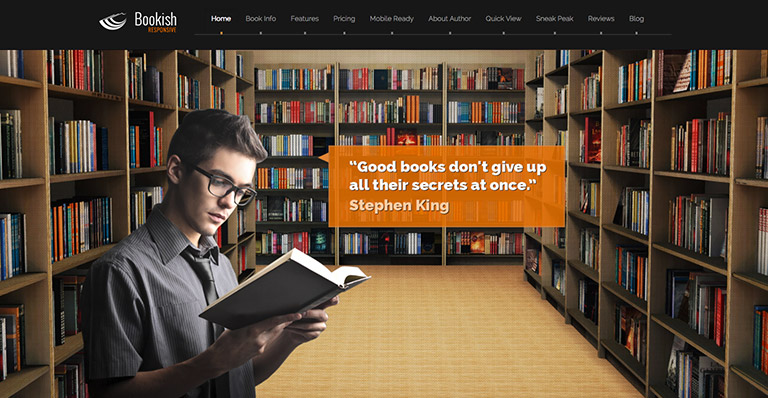 Bookish
RESPONSIVE
Home Book Info Features Pricing Mobile Ready About Author Quick View Sneak Peak Reviews Blog
“Good books don't give up
all their secrets at once.”
Stephen King